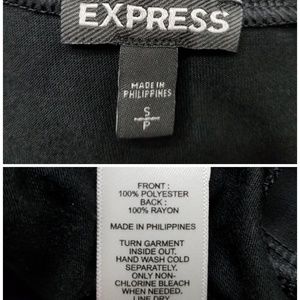 EXPRESS
MADE IN
PHILIPPINES
S
P
FRONT :
100% POLYESTER
BACK :
100% RAYON
MADE IN PHILIPPINES
TURN GARMENT
INSIDE OUT.
HAND WASH COLD
SEPARATELY.
ONLY NON-
CHLORINE BLEACH
WHEN NEEDED.
LINE DRY.